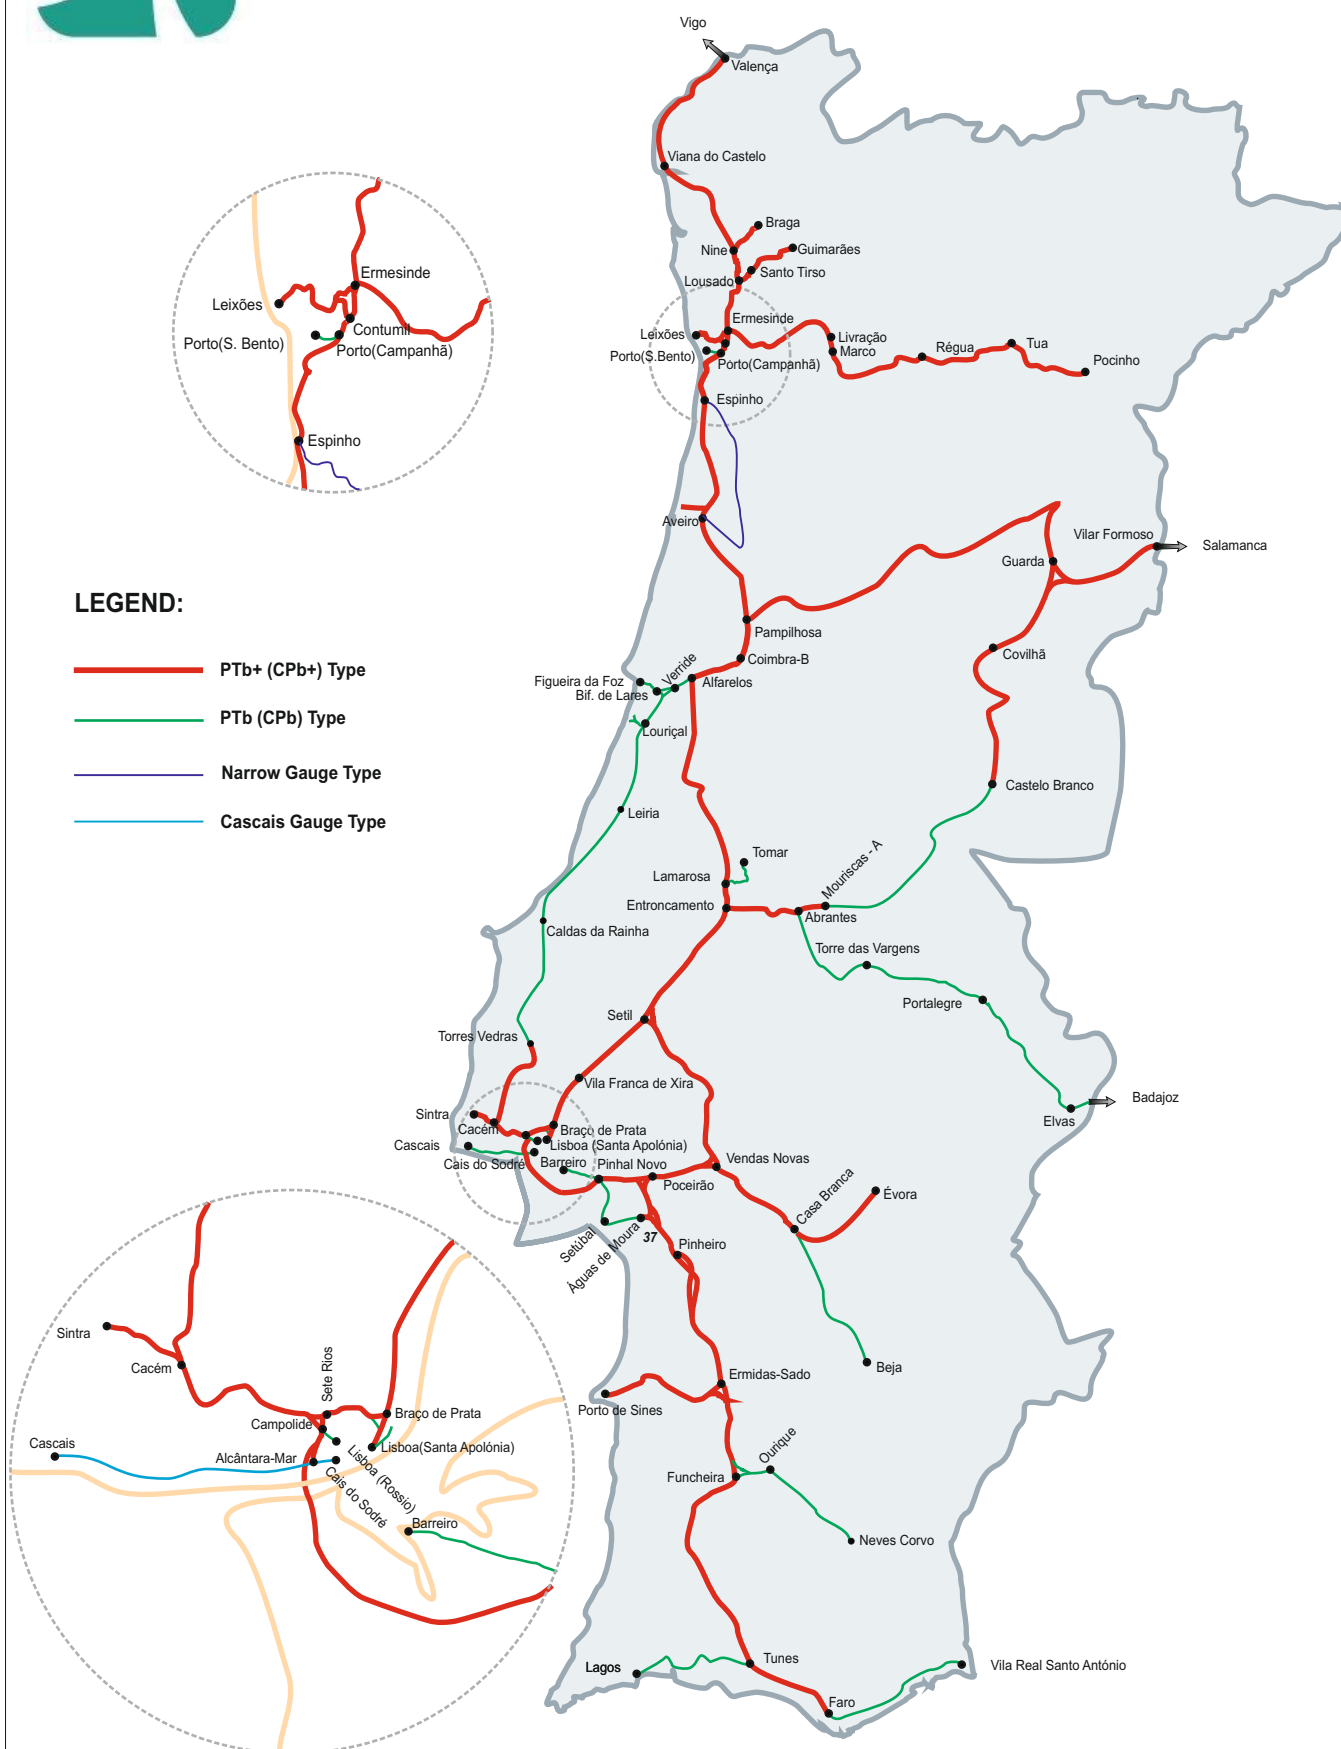 Vigo
Valença
Viana do Castelo
Braga
Nine
Guimarães
Santo Tirso
Lousado
Ermesinde
Leixões
Livração
Marco
Porto(S.Bento)
Porto(Campanhã)
Régua
Tua
Pocinho
Espinho
Ermesinde
Leixões
Contumil
Porto(S. Bento)
Porto(Campanhã)
Espinho
Aveiro
Vilar Formoso
Salamanca
Guarda
LEGEND:
PTb+ (CPb+) Type
PTb (CPb) Type
Narrow Gauge Type
Cascais Gauge Type
Pampilhosa
Coimbra-B
Covilhã
Verride
Figueira da Foz
Bif. de Lares
Alfarelos
Louriçal
Castelo Branco
Leiria
Tomar
Mouriscas - A
Lamarosa
Entroncamento
Abrantes
Caldas da Rainha
Torre das Vargens
Portalegre
Setil
Torres Vedras
Vila Franca de Xira
Badajoz
Elvas
Sintra
Cacém
Braço de Prata
Lisboa (Santa Apolónia)
Cascais
Cais do Sodré
Barreiro
Pinhal Novo
Vendas Novas
Poceirão
Casa Branca
Évora
Setúbal
Águas de Moura
37
Pinheiro
Beja
Ermidas-Sado
Porto de Sines
Sintra
Cacém
Sete Rios
Campolide
Braço de Prata
Cascais
Alcântara-Mar
Lisboa(Santa Apolónia)
Lisboa (Rossio)
Cais do Sodré
Barreiro
Ourique
Funcheira
Neves Corvo
Lagos
Tunes
Vila Real Santo António
Faro